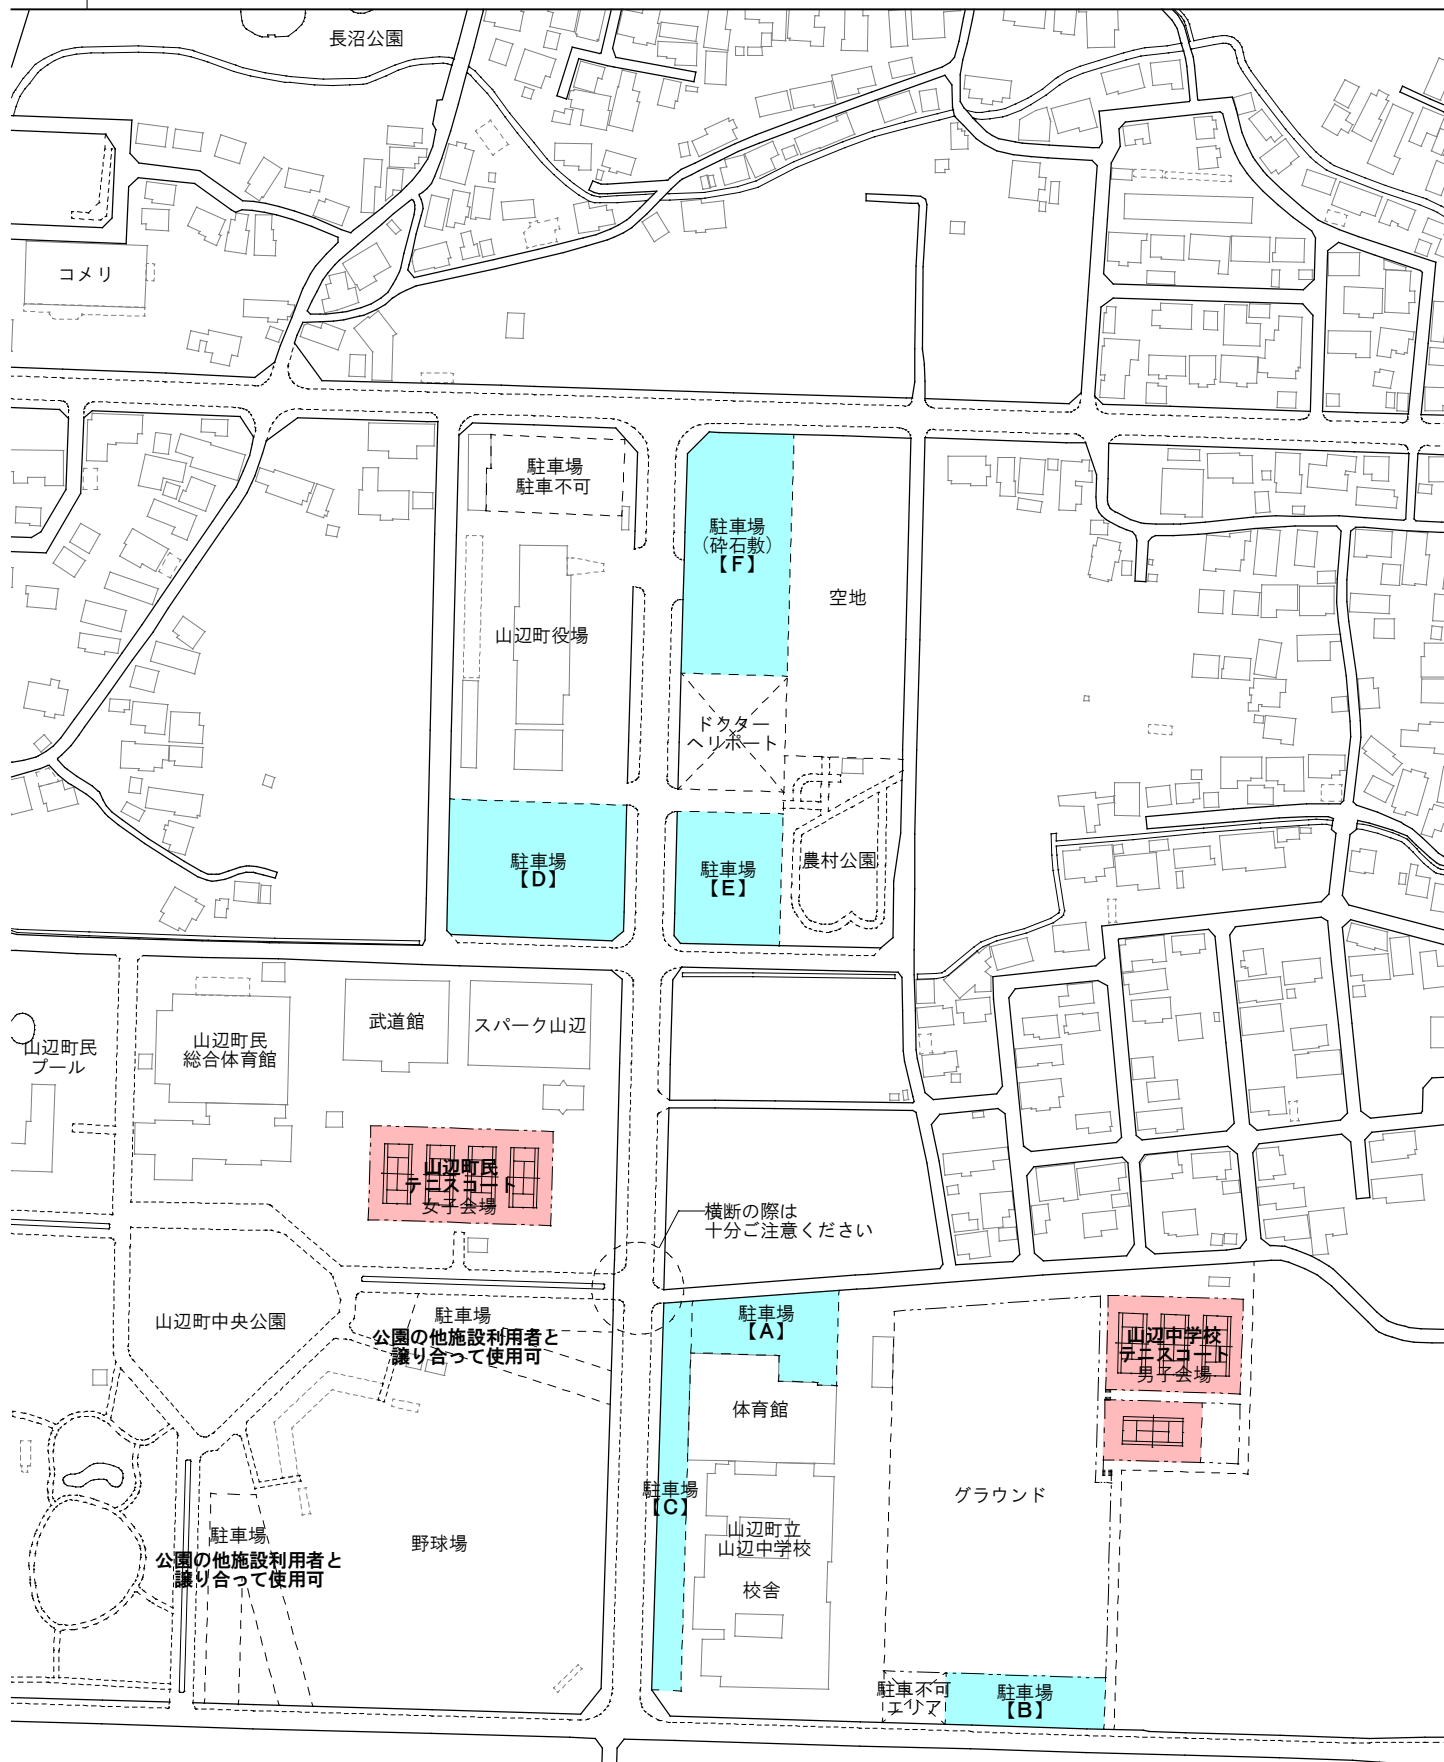 長沼公園
コメリ
駐車場
駐車不可
駐車場
(砕石敷)
【F】
空地
山辺町役場
ドクター
ヘリポート
駐車場
【D】
駐車場
【E】
農村公園
武道館
スパーク山辺
山辺町民
総合体育館
山辺町民
プール
山辺町民
テニスコート
女子会場
横断の際は
十分ご注意ください
山辺町中央公園
駐車場
公園の他施設利用者と
譲り合って使用可
駐車場
【A】
山辺中学校
テニスコート
男子会場
体育館
駐車場
【C】
グラウンド
山辺町立
山辺中学校
校舎
野球場
駐車場
公園の他施設利用者と
譲り合って使用可
駐車不可
エリア
駐車場
【B】